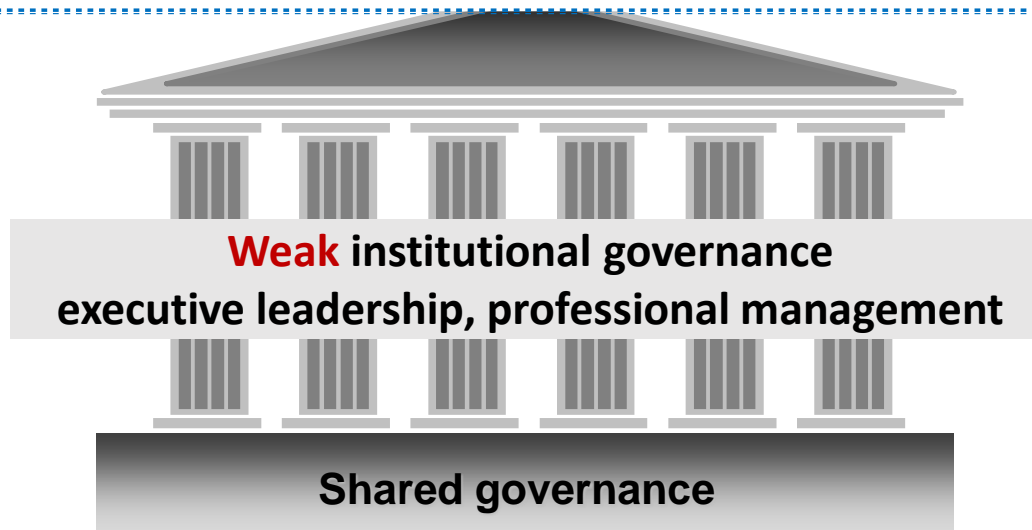 Weak institutional governance
executive leadership, professional management
Shared governance